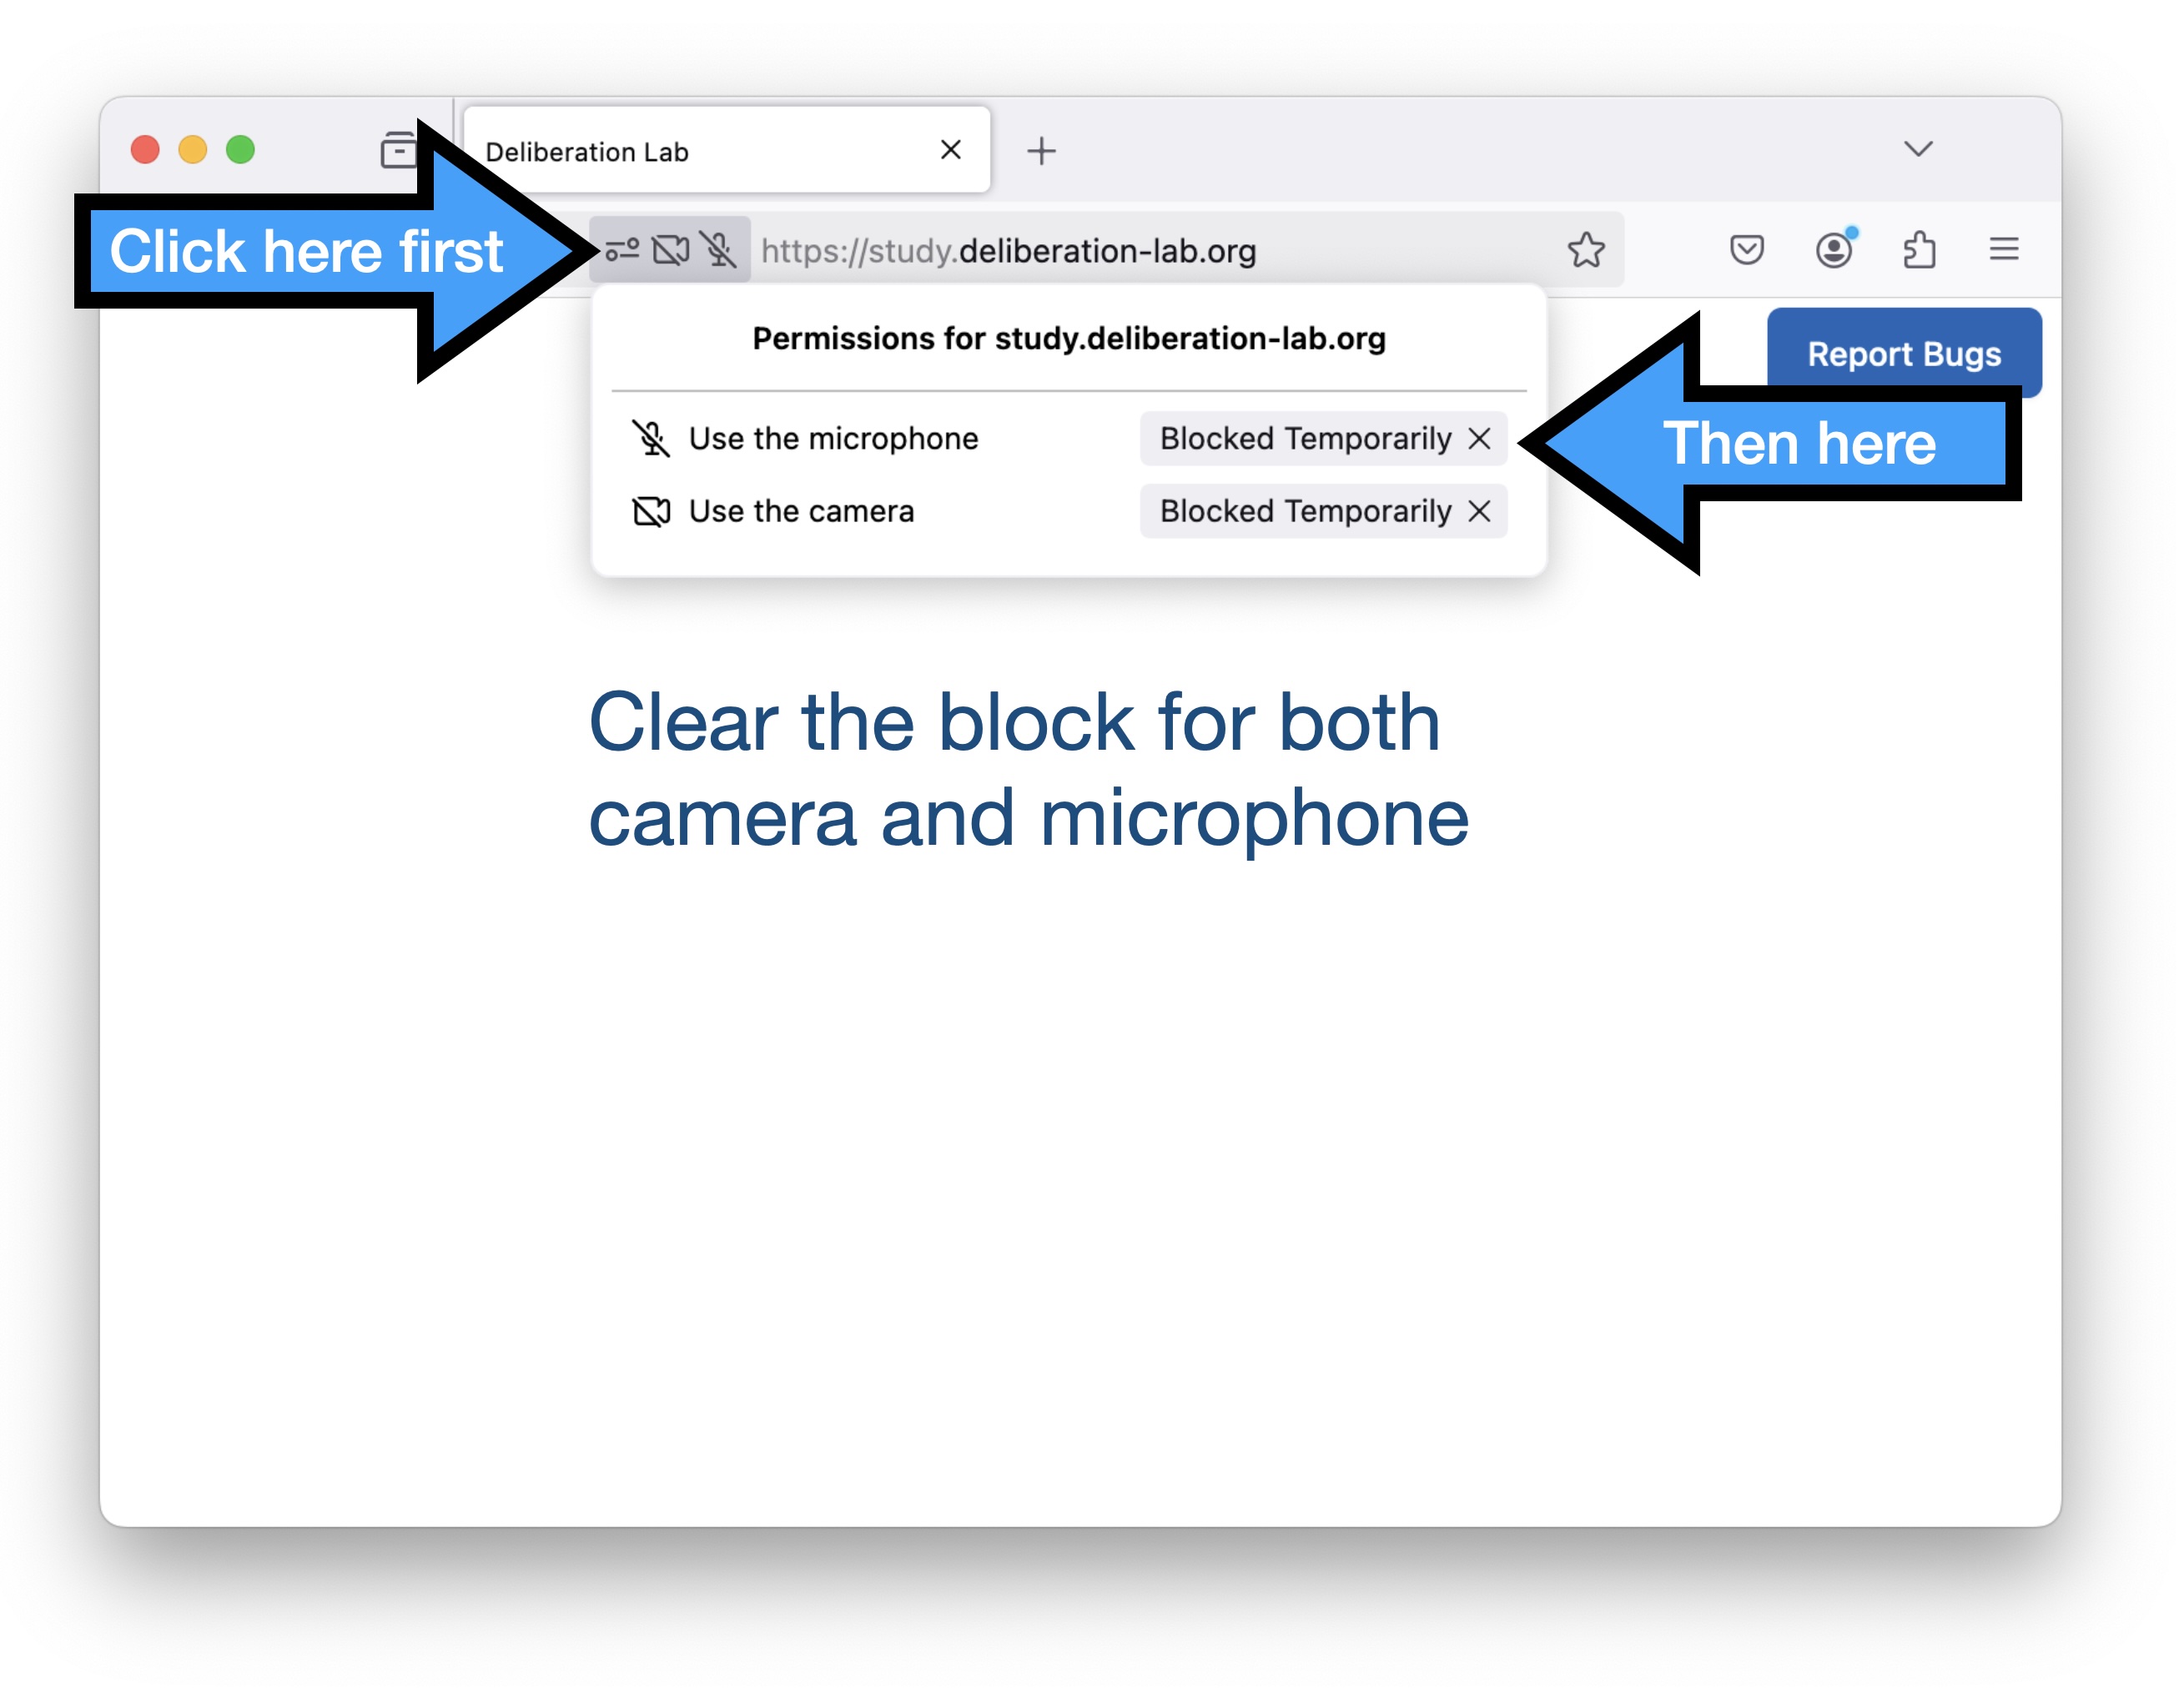 Deliberation Lab
Click here first
https://study.deliberation-lab.org
Permissions for study.deliberation-lab.org
Report Bugs
Use the microphone
Blocked Temporarily
Then here
Use the camera
Blocked Temporarily
Clear the block for both
camera and microphone